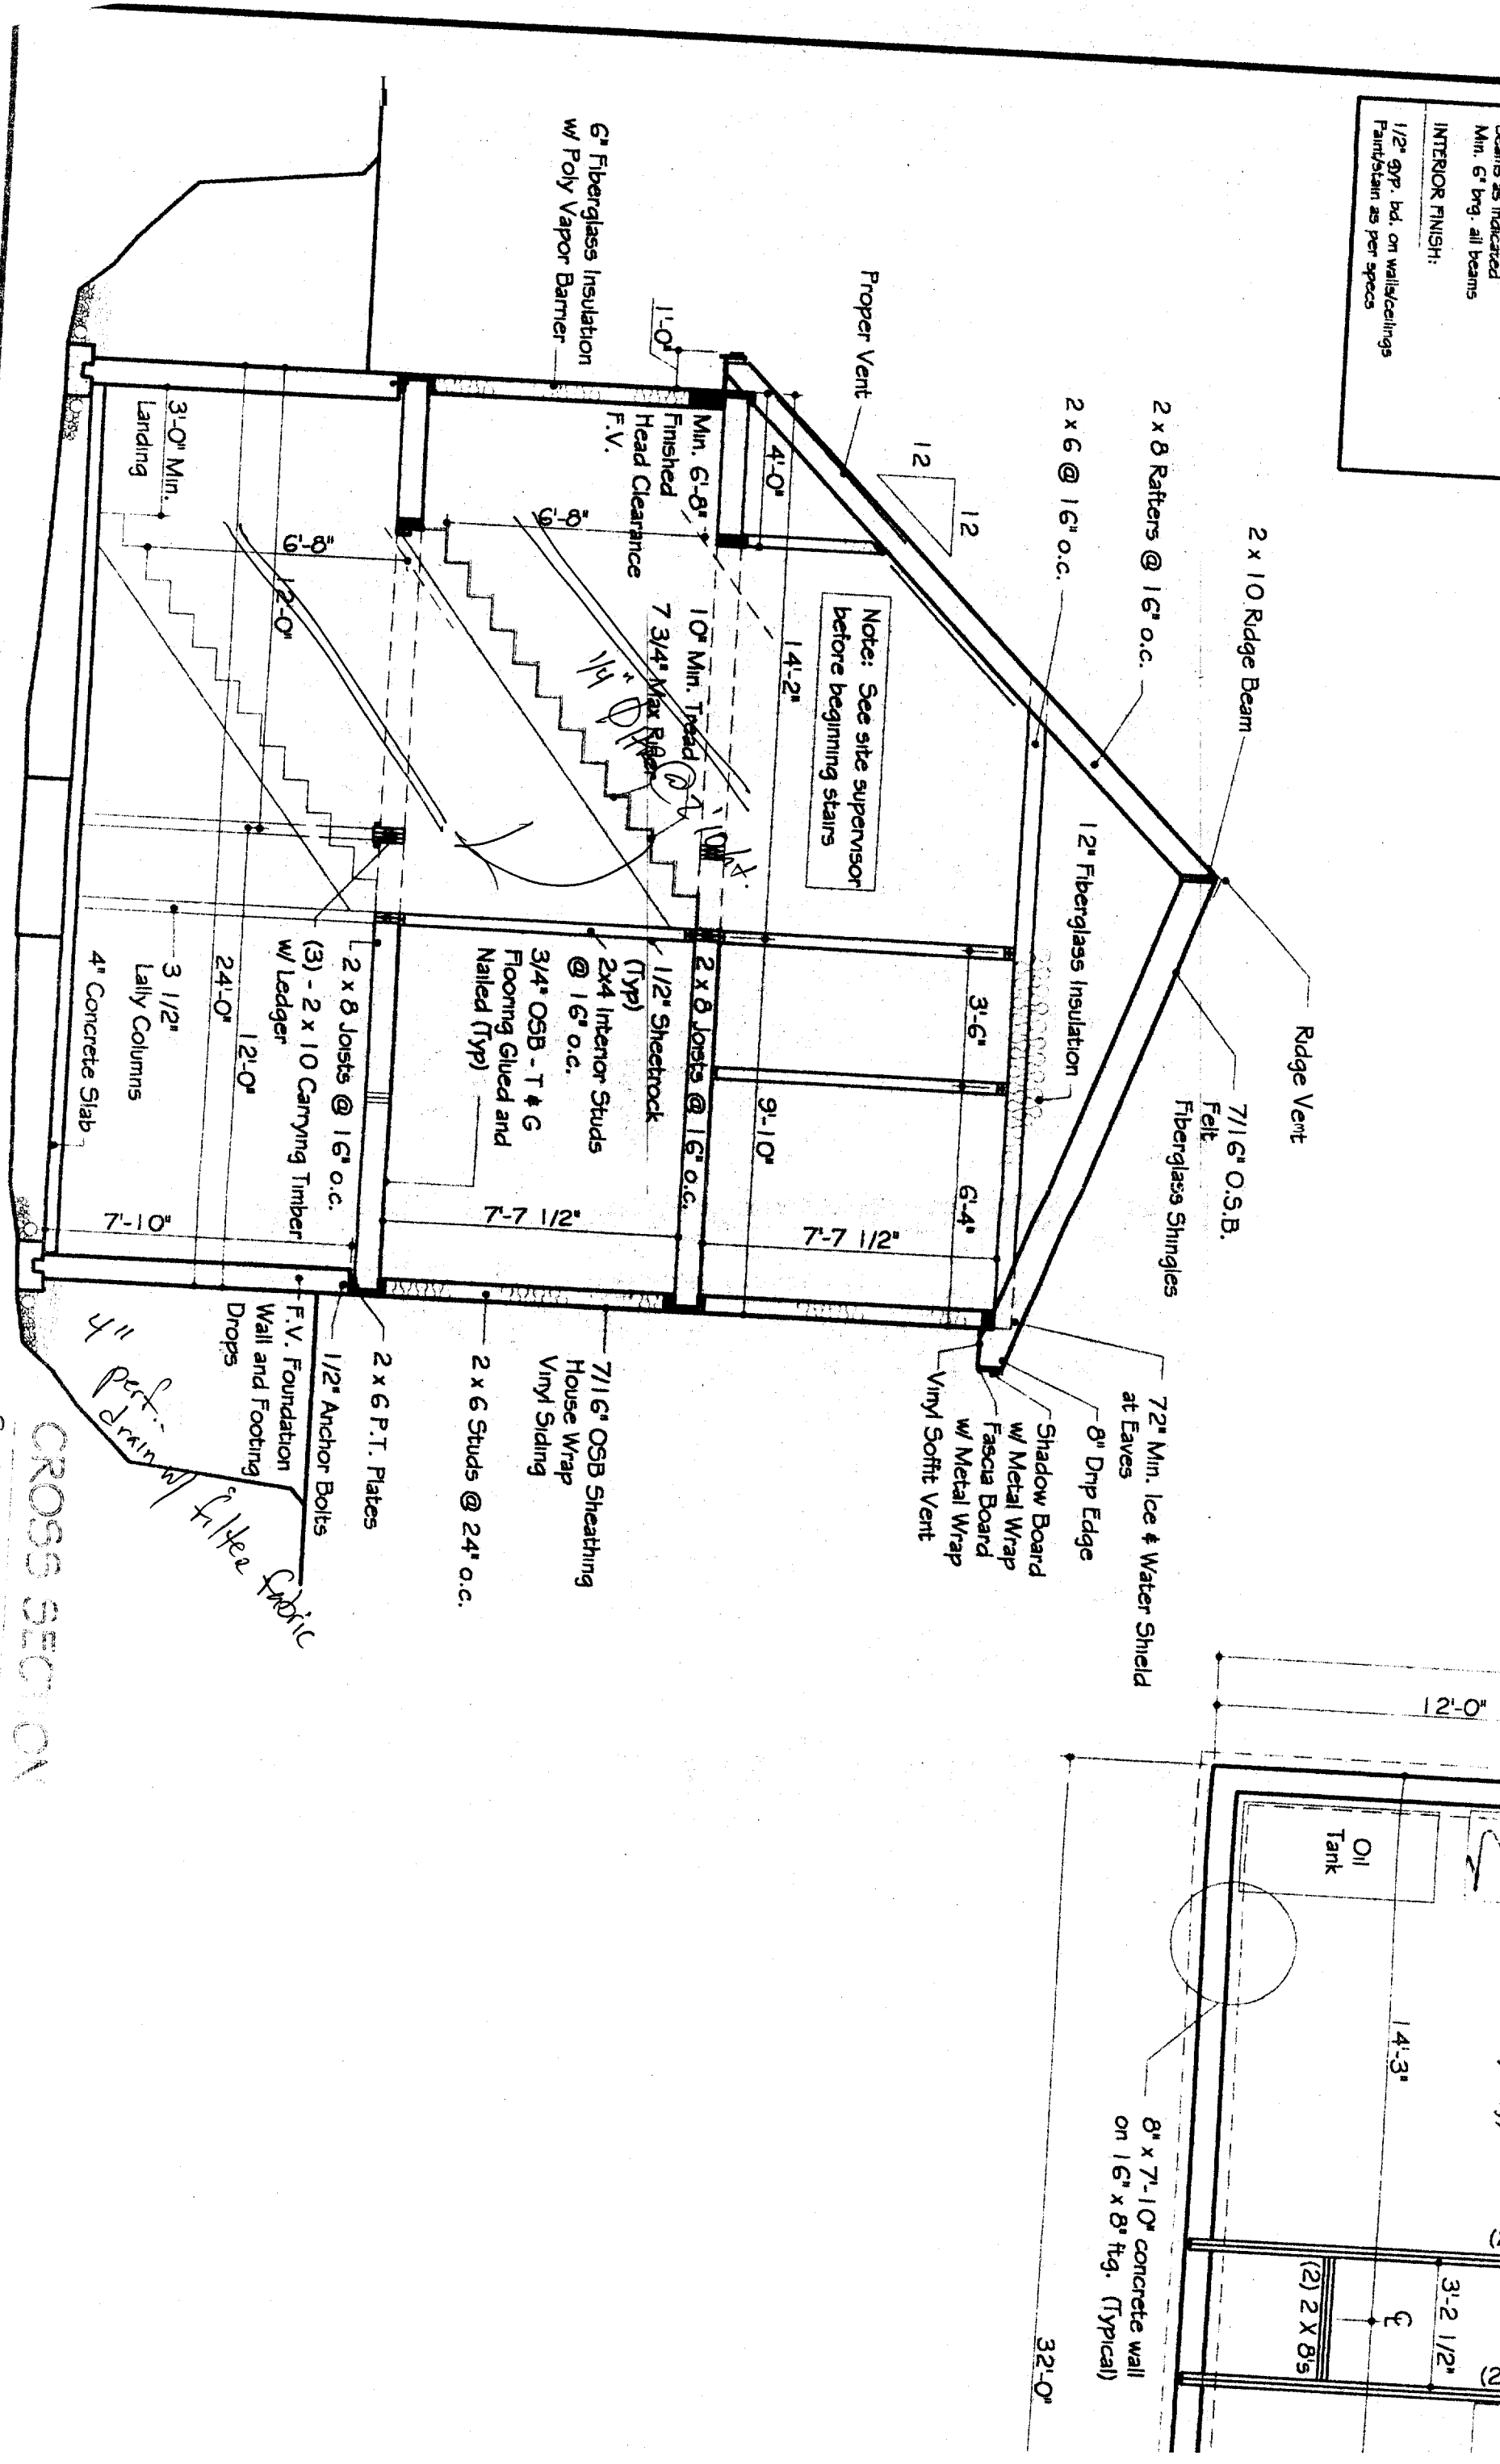 Min. 6" brg. all beams
INTERIOR FINISH:
1/2" gyp. bd. on walls/ceilings
Paint/stain as per specs
Ridge Vent
2 x 10 Ridge Beam
7/16" O.S.B.
Felt
Fiberglass Shingles
2 x 8 Rafters @ 16" o.c.
2 x 6 @ 16" o.c.
12" Fiberglass Insulation
12
12
Proper Vent
72" Min. Ice & Water Shield
at Eaves
8" Drip Edge
Shadow Board
w/ Metal Wrap
Fascia Board
w/ Metal Wrap
Vinyl Soffit Vent
Note: See site supervisor
before beginning stairs
3'-6"
6'-4"
4'-0"
14'-2"
9'-10"
7'-7 1/2"
1'-0"
Min. 6'-8"
Finished
Head Clearance
F.V.
10" Min. Tread
7 3/4" Max Riser
1/4"
6'-8"
2 x 8 Joists @ 16" o.c.
1/2" Sheetrock
(Typ)
2x4 Interior Studs
@ 16" o.c.
3/4" OSB - T & G
Flooring Glued and
Nailed (Typ)
7'-7 1/2"
6" Fiberglass Insulation
w/ Poly Vapor Barrier
7/16" OSB Sheathing
House Wrap
Vinyl Siding
2 x 6 Studs @ 24" o.c.
2 x 6 P.T. Plates
1/2" Anchor Bolts
F.V. Foundation
Wall and Footing
Drops
6'-8"
12'-0"
2 x 8 Joists @ 16" o.c.
(3) - 2 x 10 Carrying Timber
w/ Ledger
12'-0"
24'-0"
3'-0" Min.
Landing
3 1/2"
Lally Columns
7'-10"
4" Concrete Slab
4" perf. drain w/ filter fabric
CROSS SECTION
12'-0"
Oil
Tank
14'-3"
3'-2 1/2"
(2) 2 X 8's
8" x 7'-10" concrete wall
on 16" x 8" ftg. (Typical)
32'-0"